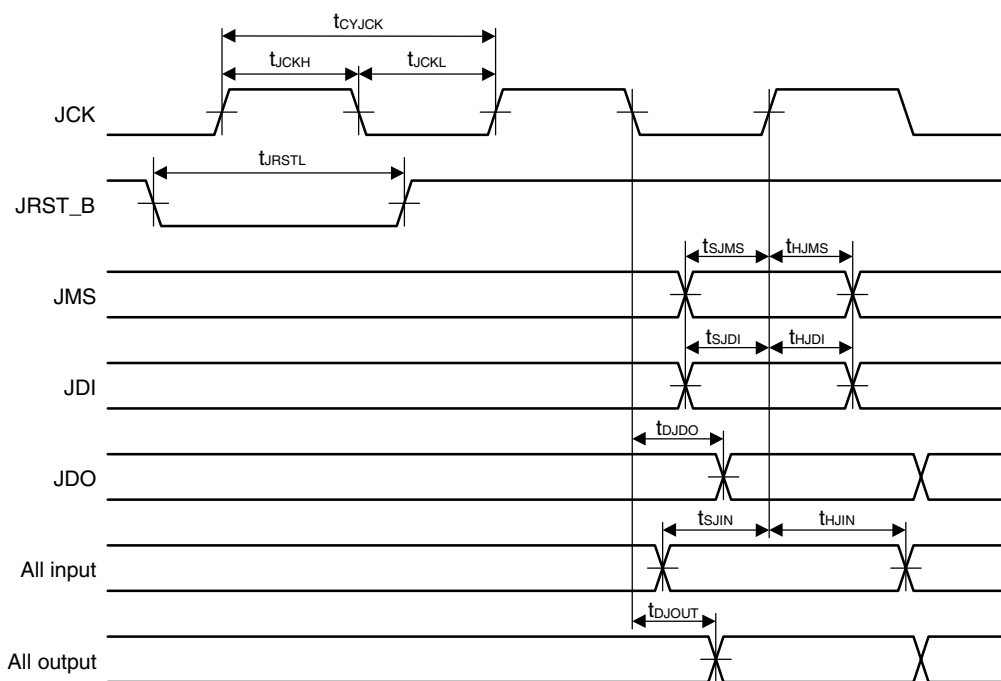 tCYJCK
tJCKH
tJCKL
JCK
tJRSTL
JRST_B
tSJMS
tHJMS
JMS
tSJDI
tHJDI
JDI
tDJDO
JDO
tSJIN
tHJIN
All input
tDJOUT
All output